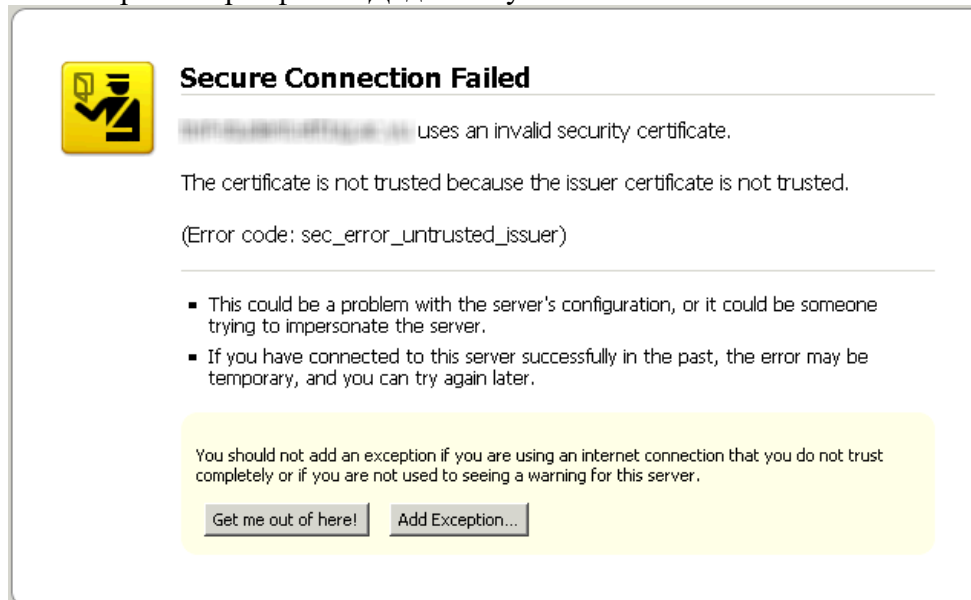 Secure Connection Failed
uses an invalid security certificate.
The certificate is not trusted because the issuer certificate is not trusted.
(Error code: sec_error_untrusted_issuer)
▪ This could be a problem with the server's configuration, or it could be someone
trying to impersonate the server.
▪ If you have connected to this server successfully in the past, the error may be
temporary, and you can try again later.
You should not add an exception if you are using an internet connection that you do not trust
completely or if you are not used to seeing a warning for this server.
Get me out of here! Add Exception...